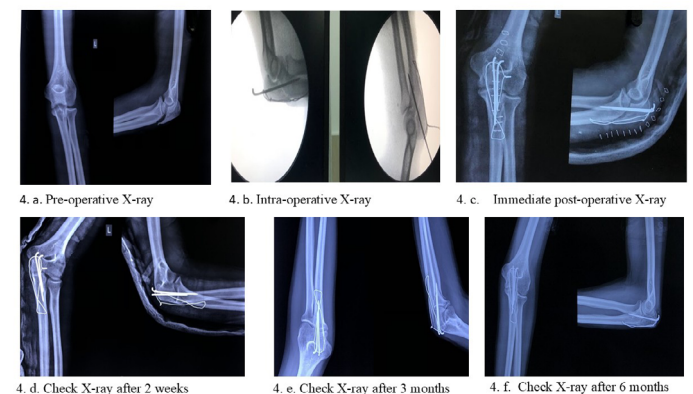 L
L
4. a. Pre-operative X-ray
4. b. Intra-operative X-ray
4. c. Immediate post-operative X-ray
L
4. d. Check X-ray after 2 weeks
4. e. Check X-ray after 3 months
4. f. Check X-ray after 6 months